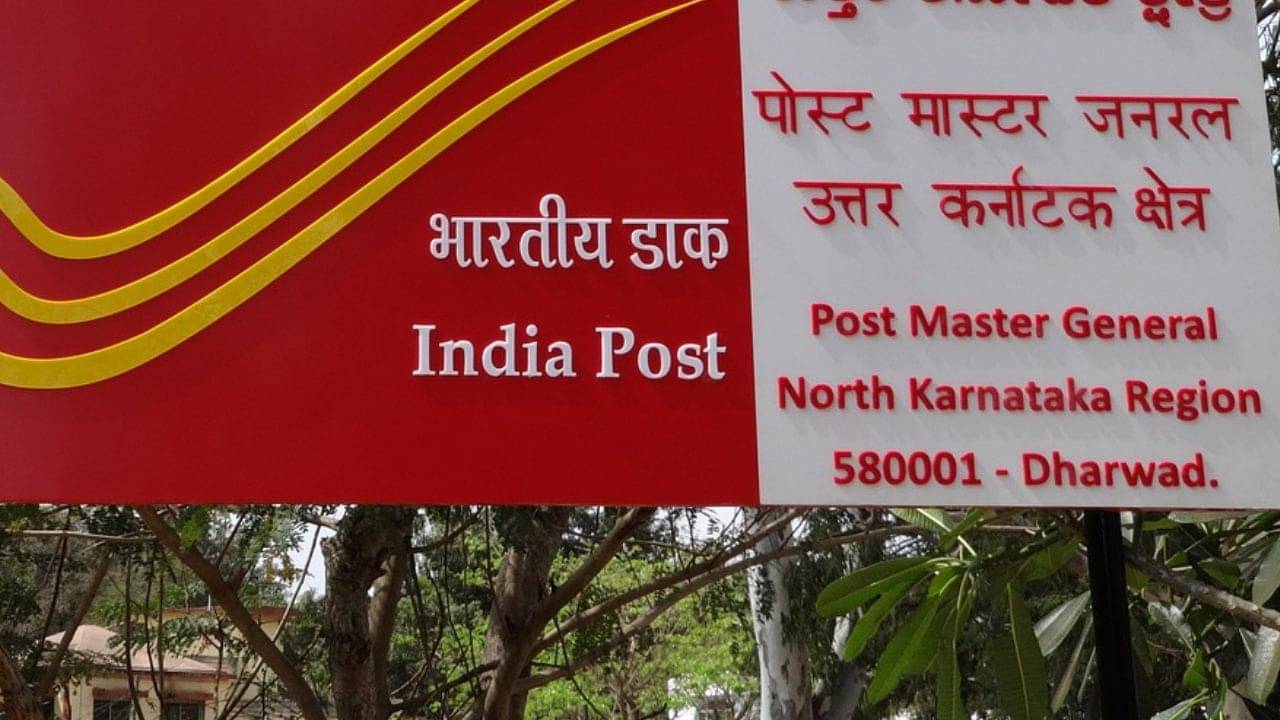 भारतीय डाक
India Post
पोस्ट मास्टर जनरल
उत्तर कर्नाटक क्षेत्र
Post Master General
North Karnataka Region
580001 - Dharwad.